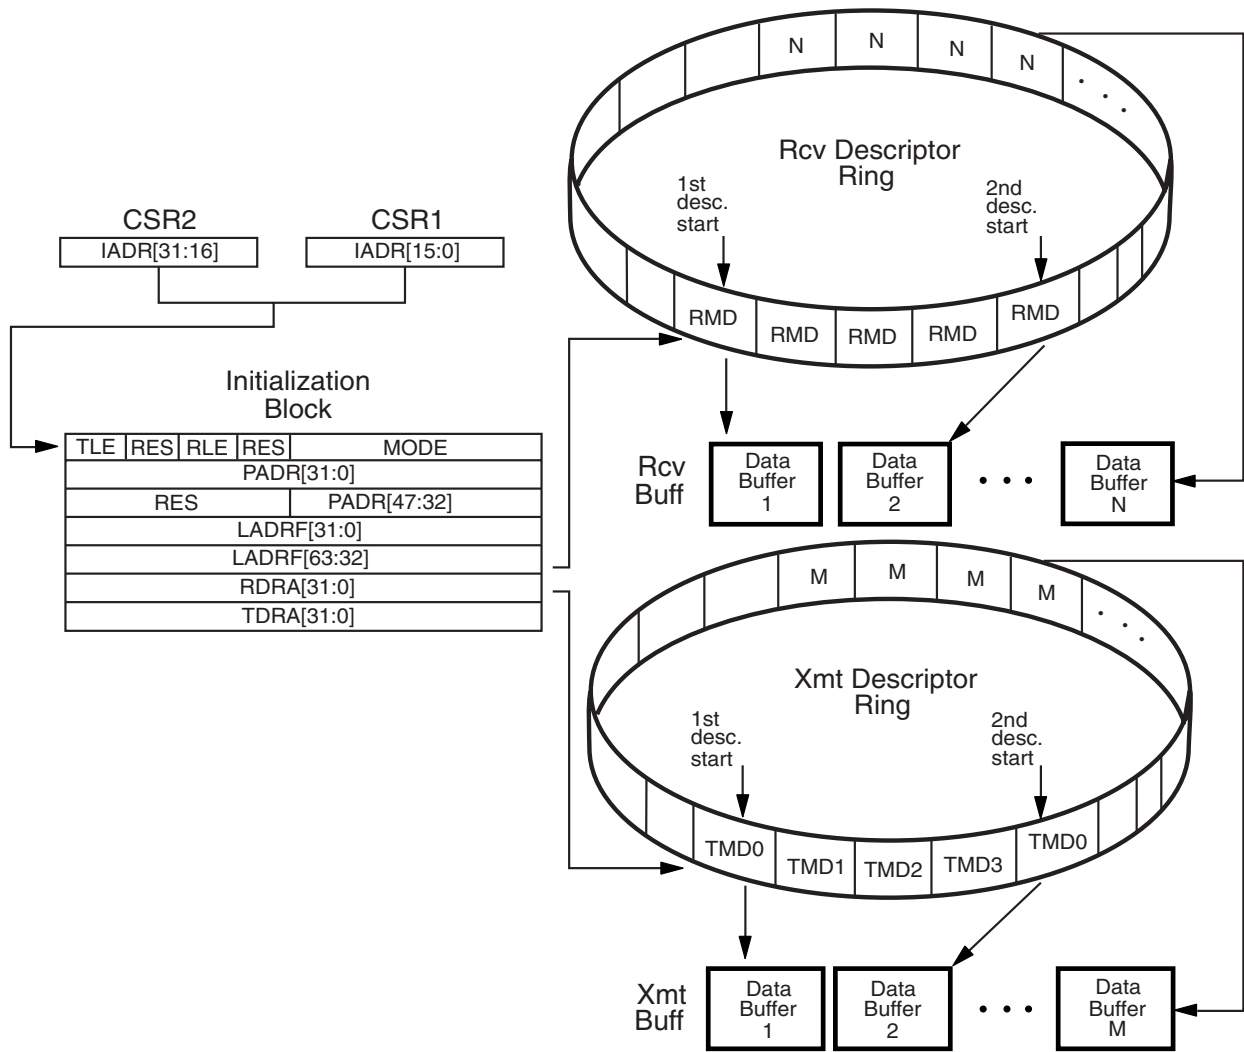 N
N
N
N
. . .
Rcv Descriptor
Ring
1st
desc.
start
2nd
desc.
start
CSR2
CSR1
IADR[31:16]
IADR[15:0]
RMD
RMD
RMD
RMD
RMD
Initialization
Block
TLE RES RLE RES MODE
PADR[31:0]
RES PADR[47:32]
LADRF[31:0]
LADRF[63:32]
RDRA[31:0]
TDRA[31:0]
Rcv
Buff
Data
Buffer
1
Data
Buffer
2
• • •
Data
Buffer
N
M
M
M
M
. . .
Xmt Descriptor
Ring
1st
desc.
start
2nd
desc.
start
TMD0
TMD1
TMD2
TMD3
TMD0
Xmt
Buff
Data
Buffer
1
Data
Buffer
2
• • •
Data
Buffer
M